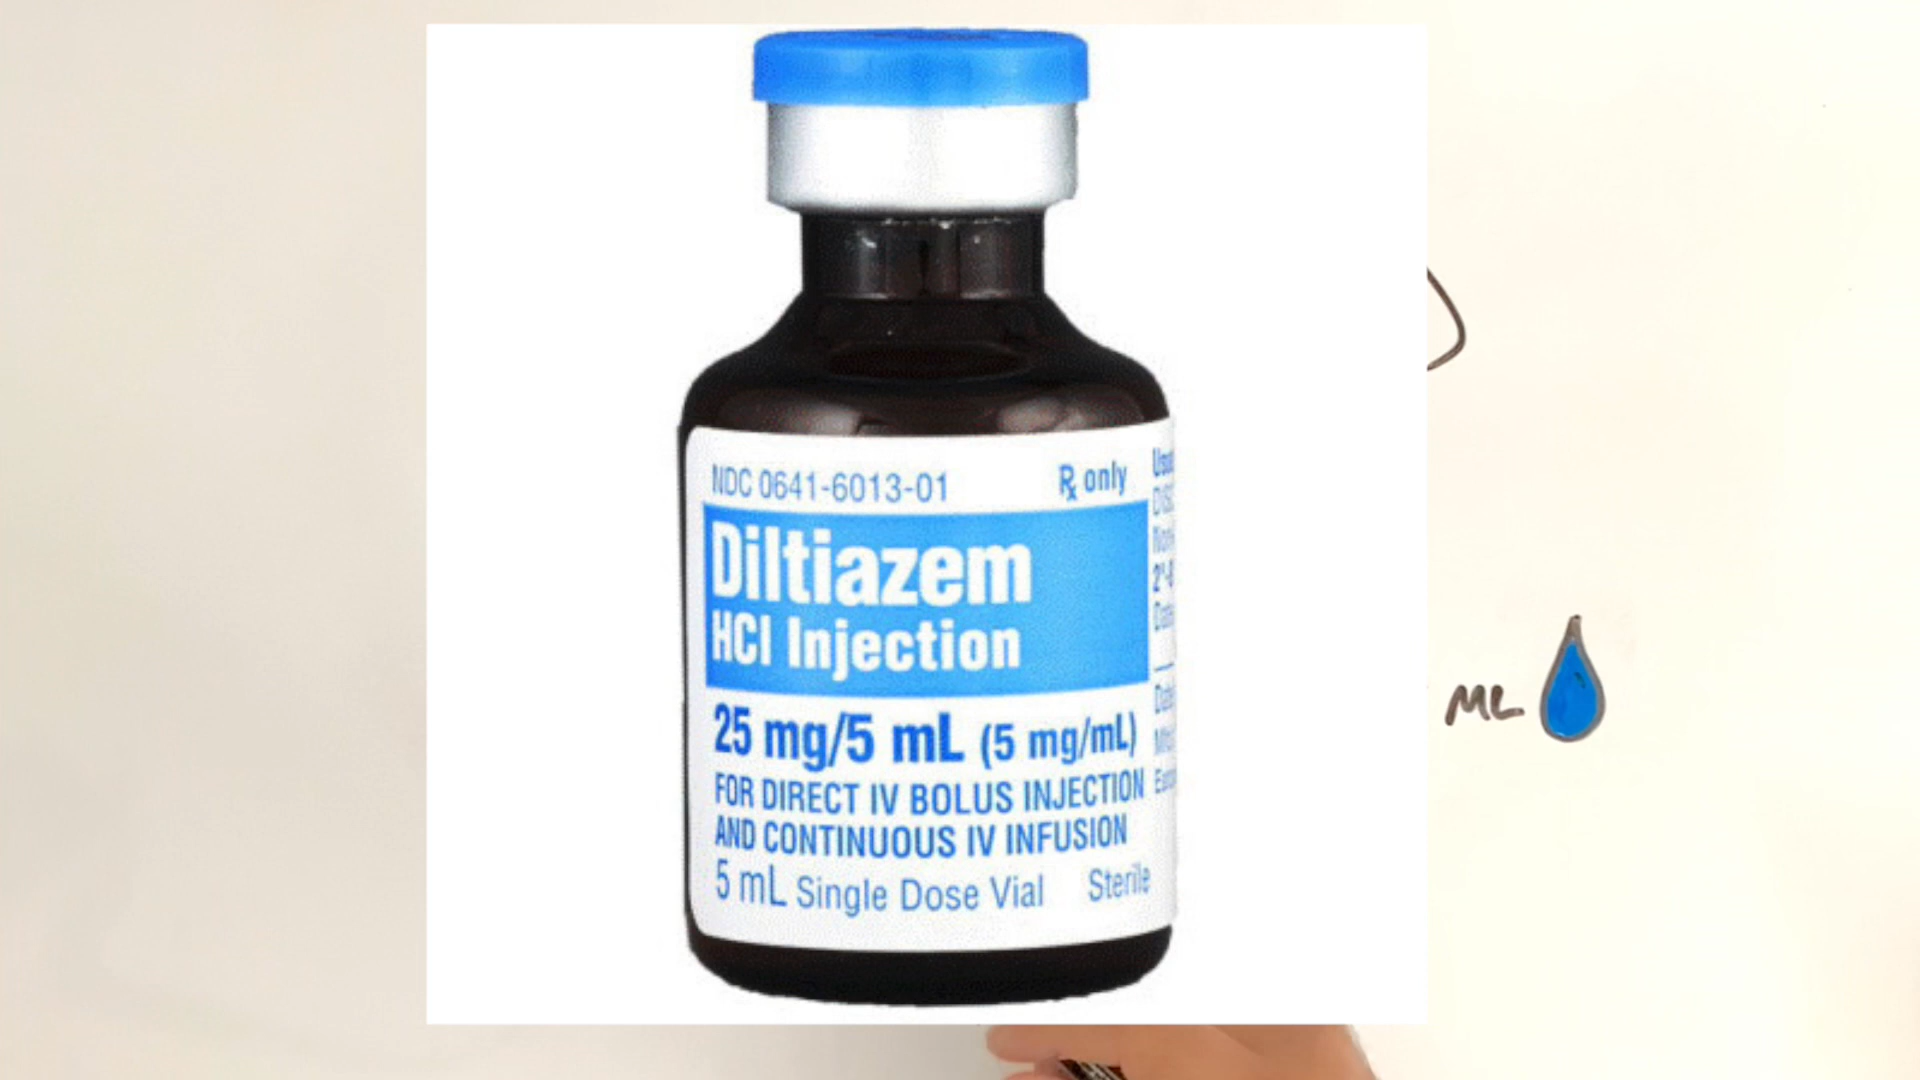 NDC 0641-6013-01 ℞ only
Diltiazem
HCl Injection
25 mg/5 mL (5 mg/mL)
FOR DIRECT IV BOLUS INJECTION
AND CONTINUOUS IV INFUSION
5 mL Single Dose Vial Sterile
ML